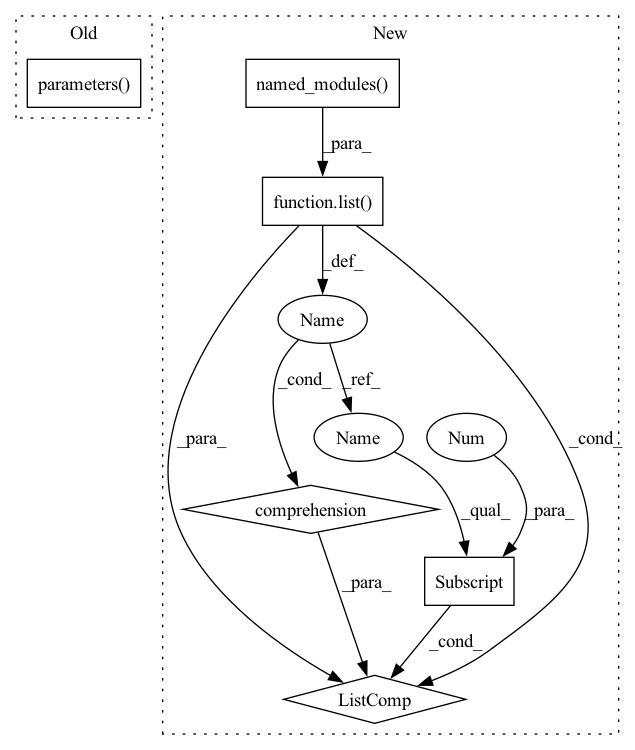 Old
New
parameters()
named_modules()
_para_
function.list()
_def_
Name
_cond_
_ref_
_para_
_cond_
Name
Num
comprehension
_qual_
_para_
Subscript
_para_
_cond_
ListComp